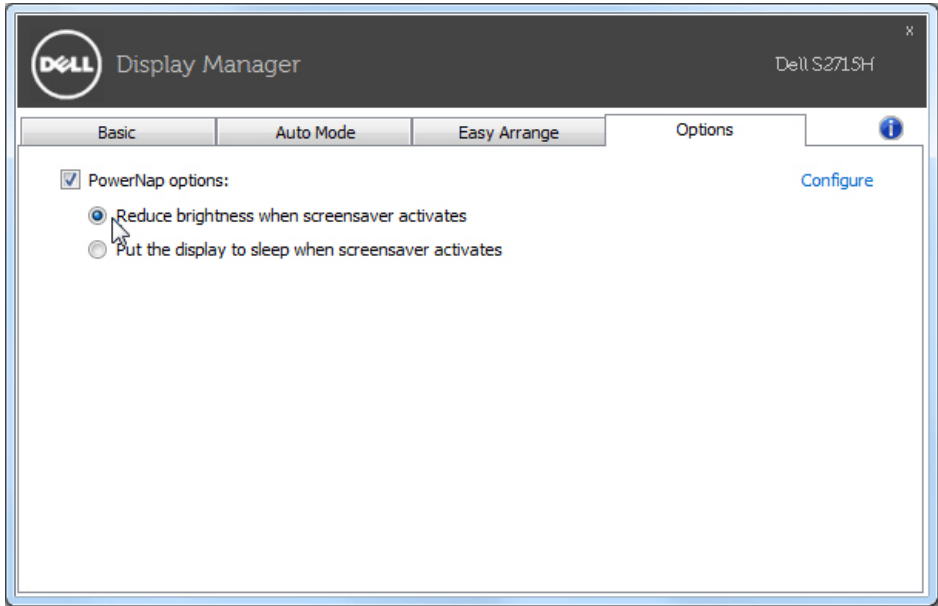 x
DELL Display Manager
Dell S2715H
Basic Auto Mode Easy Arrange Options i
PowerNap options: Configure
Reduce brightness when screensaver activates
Put the display to sleep when screensaver activates